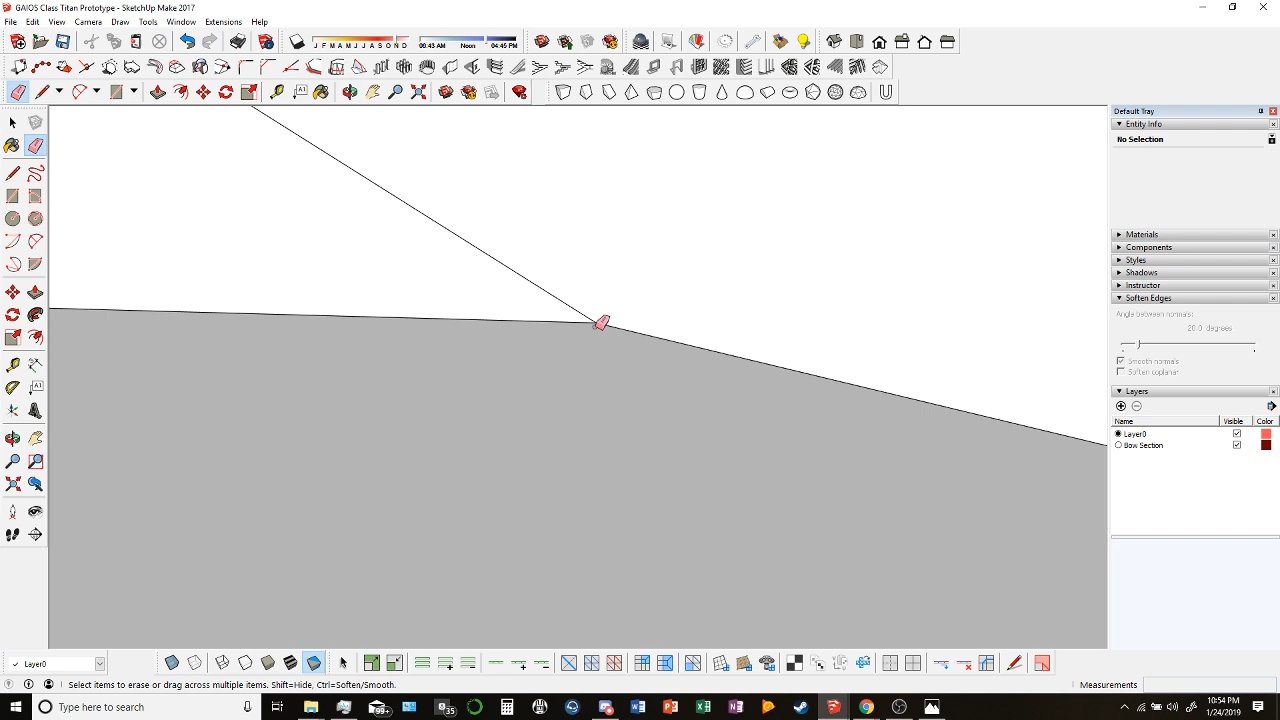 GAIOS Class Titan Prototype - SketchUp Make 2017
File Edit View Camera Draw Tools Window Extensions Help
J F M A M J J A S O N D
Noon 04:45 PM
Default Tray
Entity Info
No Selection
Materials
Components
Styles
Shadows
Instructor
Soften Edges
Angle between normals:
20.0 degrees
Smooth normals
Soften coplanar
Layers
Name Visible Color
Layer0
Bow Section
Layer0
Select items to erase or drag across multiple items. Shift=Hide, Ctrl=Soften/Smooth.
Measurements
Type here to search
99+
35
10:54 PM
1/24/2019